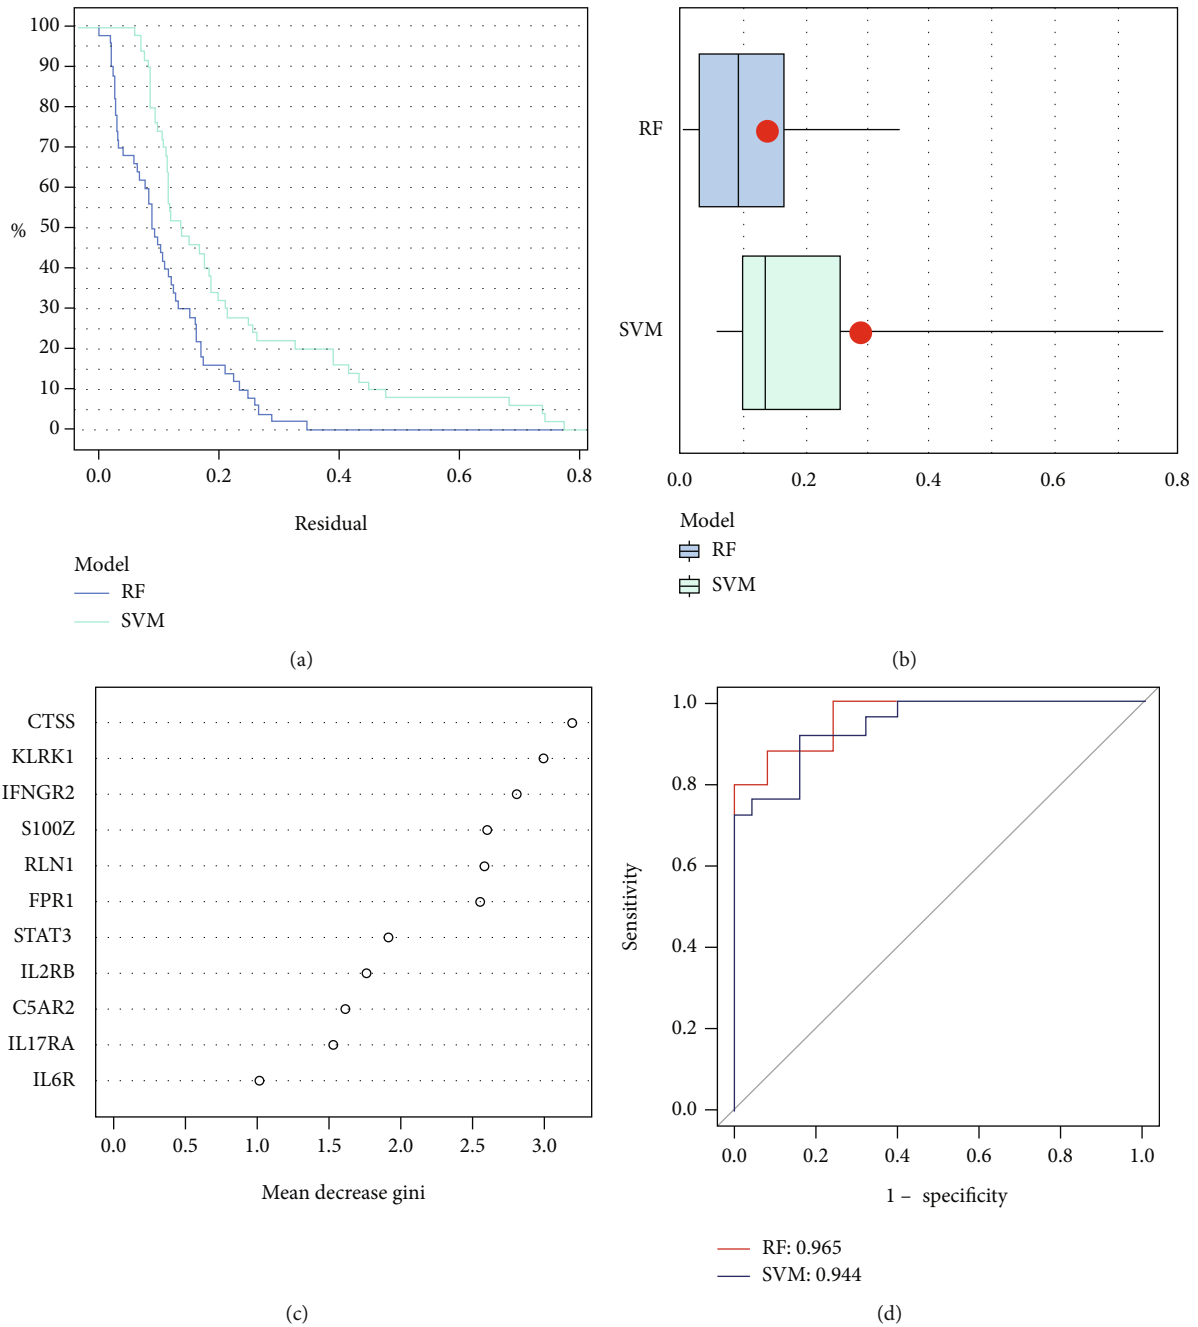 100
90
80
70
60
50
40
30
20
10
0
%
0.0 0.2 0.4 0.6 0.8
Residual
Model
RF
SVM
(a)
RF
SVM
0.0 0.2 0.4 0.6 0.8
Model
RF
SVM
(b)
CTSS
KLRK1
IFNGR2
S100Z
RLN1
FPR1
STAT3
IL2RB
C5AR2
IL17RA
IL6R
0.0 0.5 1.0 1.5 2.0 2.5 3.0
Mean decrease gini
(c)
1.0
0.8
0.6
0.4
0.2
0.0
Sensitivity
0.0 0.2 0.4 0.6 0.8 1.0
1 – specificity
RF: 0.965
SVM: 0.944
(d)